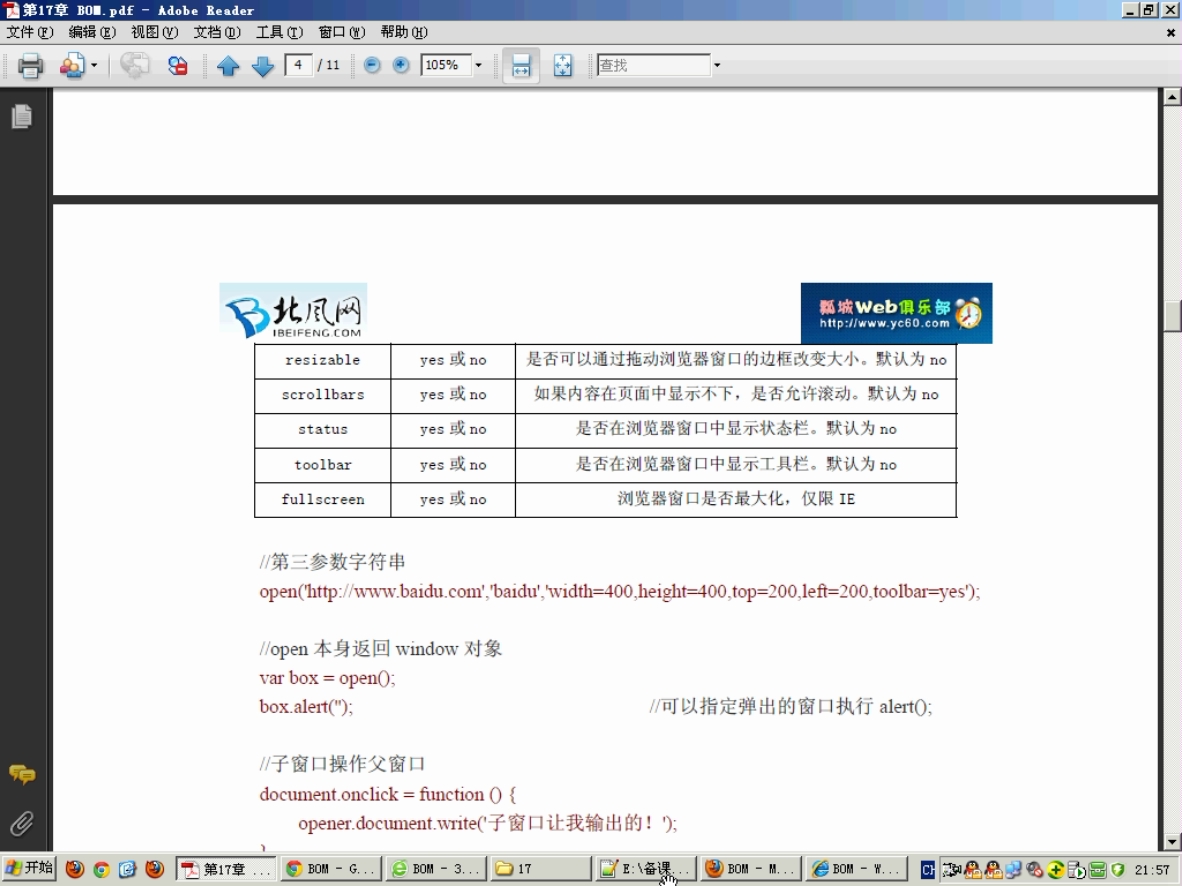 第17章 BOM.pdf - Adobe Reader
文件(F) 编辑(E) 视图(V) 文档(D) 工具(T) 窗口(W) 帮助(H)
4 / 11 105% 查找
北风网
IBEIFENG.COM
瓢城Web俱乐部
http://www.yc60.com
resizable yes 或 no 是否可以通过拖动浏览器窗口的边框改变大小。默认为 no
scrollbars yes 或 no 如果内容在页面中显示不下，是否允许滚动。默认为 no
status yes 或 no 是否在浏览器窗口中显示状态栏。默认为 no
toolbar yes 或 no 是否在浏览器窗口中显示工具栏。默认为 no
fullscreen yes 或 no 浏览器窗口是否最大化，仅限 IE
//第三参数字符串
open('http://www.baidu.com','baidu','width=400,height=400,top=200,left=200,toolbar=yes');
//open 本身返回 window 对象
var box = open();
box.alert(''); //可以指定弹出的窗口执行 alert();
//子窗口操作父窗口
document.onclick = function () {
opener.document.write('子窗口让我输出的！');
}
开始 第17章 ... BOM - G... BOM - 3... 17 E:\备课... BOM - M... BOM - W... CH 21:57